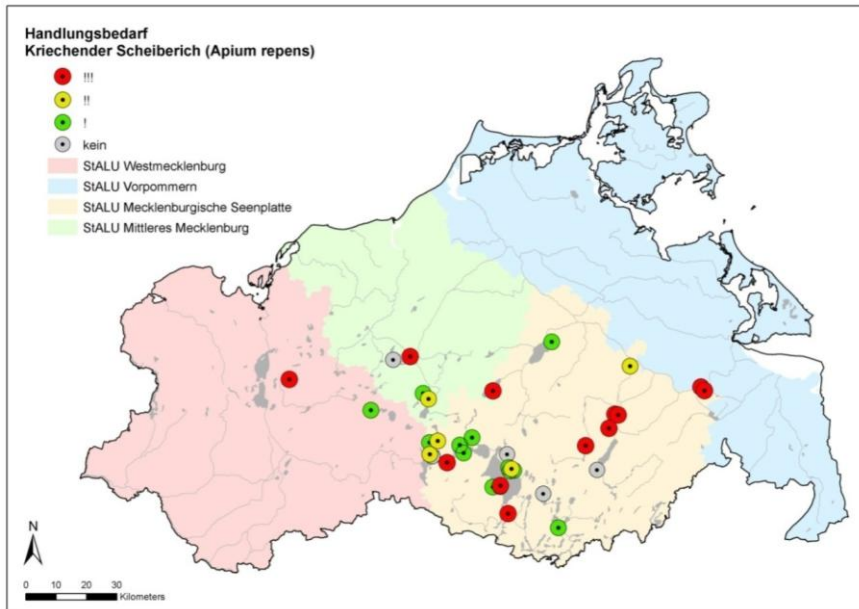 Handlungsbedarf
Kriechender Scheiberich (Apium repens)
!!!
!!
!
kein
StALU Westmecklenburg
StALU Vorpommern
StALU Mecklenburgische Seenplatte
StALU Mittleres Mecklenburg
N
0 5 10 20 30
Kilometers